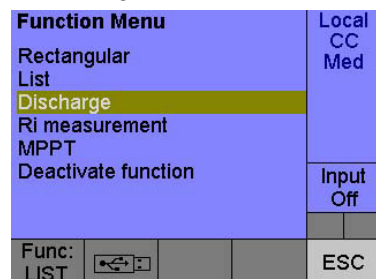 Function Menu
Rectangular
List
Discharge
Ri measurement
MPPT
Deactivate function
Local
CC
Med
Input
Off
Func:
LIST
ESC